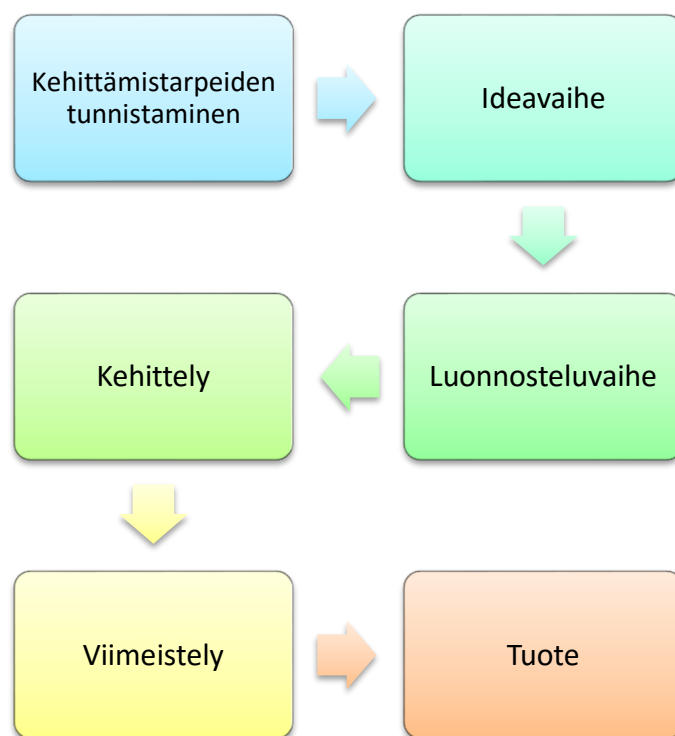 Kehittämistarpeiden
tunnistaminen
Ideavaihe
Luonnosteluvaihe
Kehittely
Viimeistely
Tuote